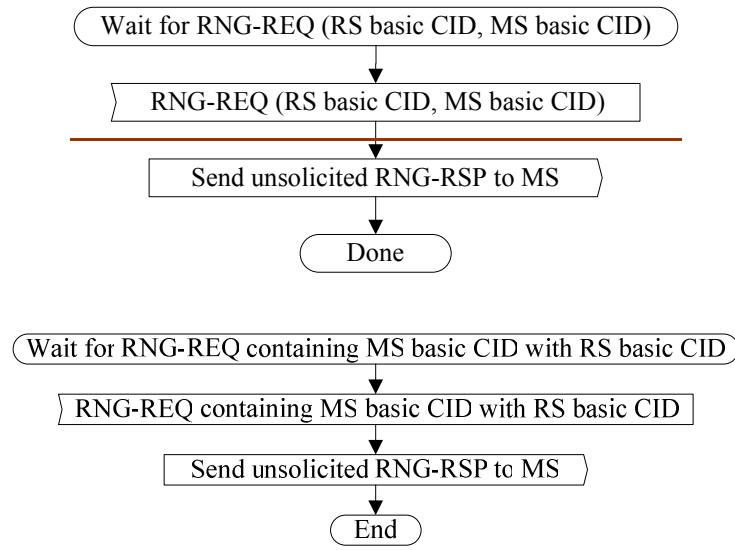 Wait for RNG-REQ (RS basic CID, MS basic CID)
RNG-REQ (RS basic CID, MS basic CID)
Send unsolicited RNG-RSP to MS
Done
Wait for RNG-REQ containing MS basic CID with RS basic CID
RNG-REQ containing MS basic CID with RS basic CID
Send unsolicited RNG-RSP to MS
End